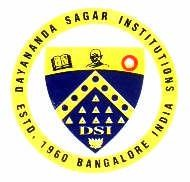 DAYANANDA SAGAR INSTITUTIONS
ESTD. 1960 BANGALORE INDIA
DSI